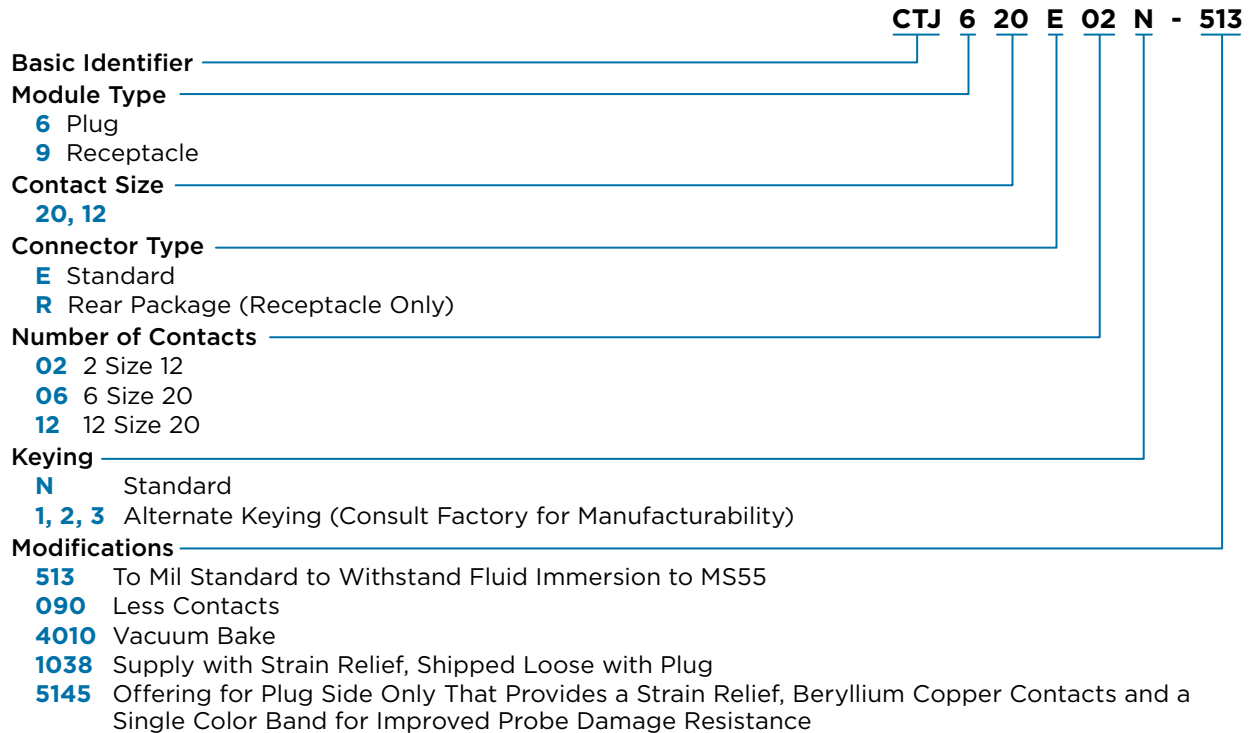 CTJ 6 20 E 02 N - 513
Basic Identifier
Module Type
6 Plug
9 Receptacle
Contact Size
20, 12
Connector Type
E Standard
R Rear Package (Receptacle Only)
Number of Contacts
02 2 Size 12
06 6 Size 20
12 12 Size 20
Keying
N Standard
1, 2, 3 Alternate Keying (Consult Factory for Manufacturability)
Modifications
513 To Mil Standard to Withstand Fluid Immersion to MS55
090 Less Contacts
4010 Vacuum Bake
1038 Supply with Strain Relief, Shipped Loose with Plug
5145 Offering for Plug Side Only That Provides a Strain Relief, Beryllium Copper Contacts and a
Single Color Band for Improved Probe Damage Resistance